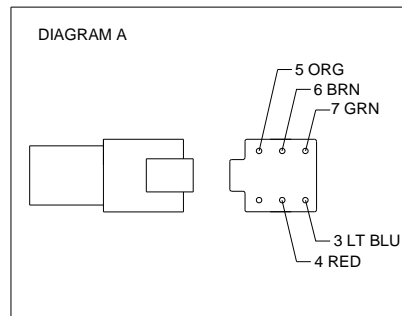 DIAGRAM A
5 ORG
6 BRN
7 GRN
3 LT BLU
4 RED